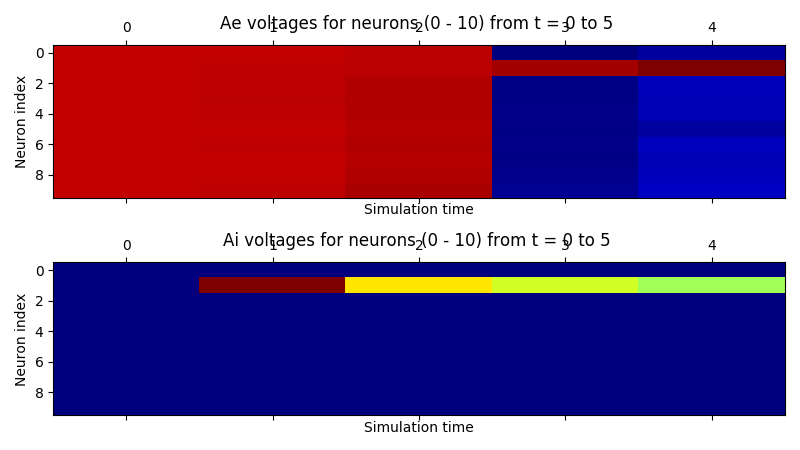 Ae voltages for neurons (0 - 10) from t = 0 to 5
0 1 2 3 4
0
2
4
6
8
Neuron index
Simulation time
Ai voltages for neurons (0 - 10) from t = 0 to 5
0 1 2 3 4
0
2
4
6
8
Neuron index
Simulation time